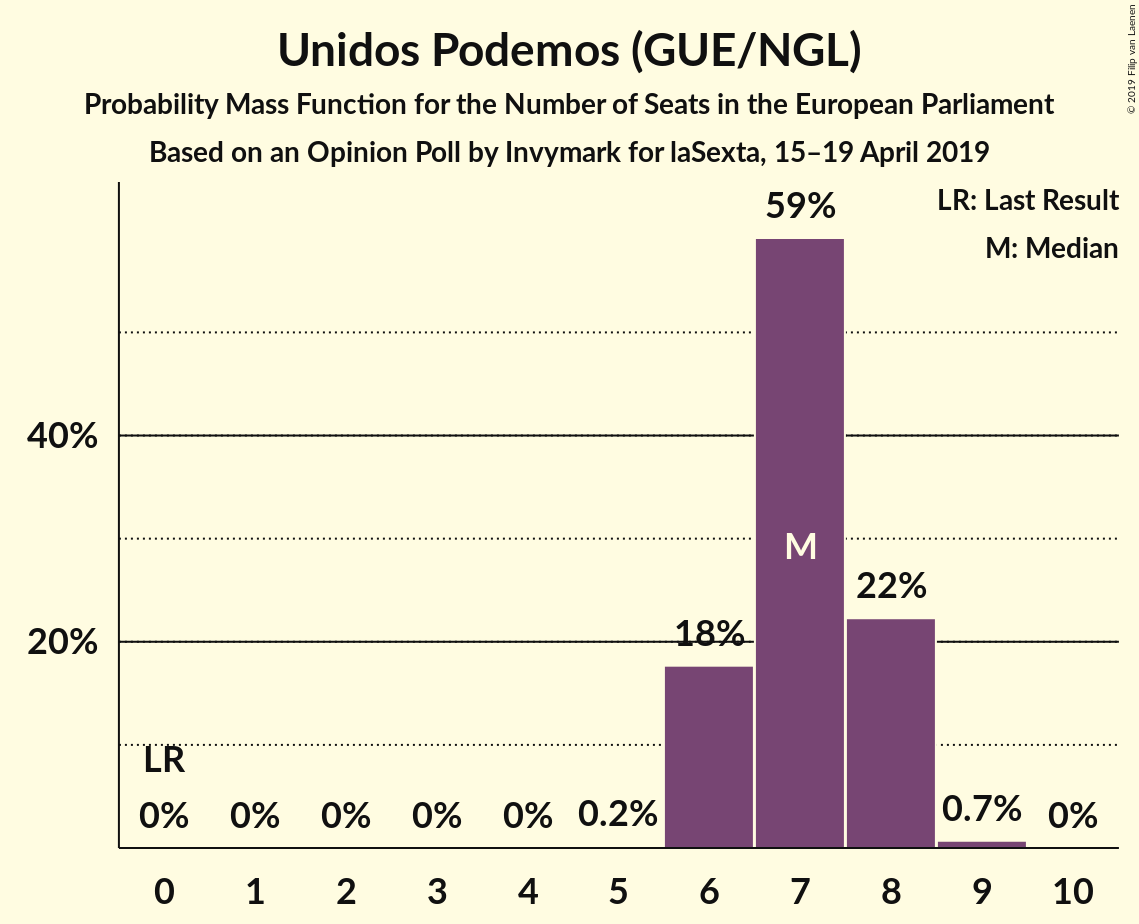 Unidos Podemos (GUE/NGL)
Probability Mass Function for the Number of Seats in the European Parliament
Based on an Opinion Poll by Invymark for laSexta, 15–19 April 2019
© 2019 Filip van Laenen
LR: Last Result
M: Median
59%
40%
M
22%
20%
18%
LR
0%
0%
0%
0%
0%
0.2%
0.7%
0%
0 1 2 3 4 5 6 7 8 9 10